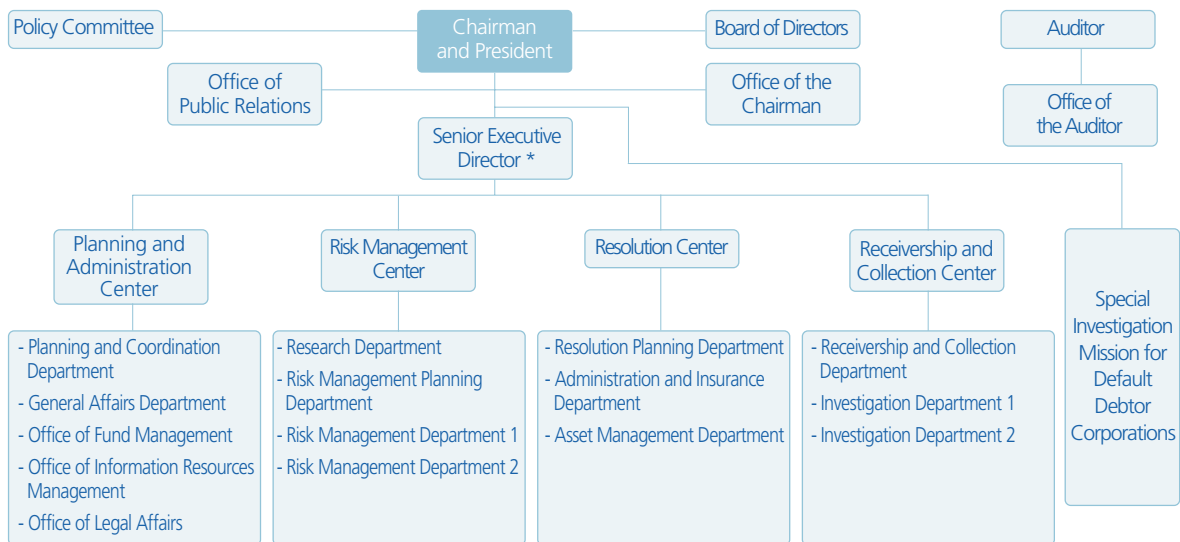 Policy Committee
Chairman
and President
Board of Directors
Auditor
Office of
Public Relations
Office of the
Chairman
Office of
the Auditor
Senior Executive
Director *
Planning and
Administration
Center
Risk Management
Center
Resolution Center
Receivership and
Collection Center
Special
Investigation
Mission for
Default
Debtor
Corporations
- Planning and Coordination
Department
- General Affairs Department
- Office of Fund Management
- Office of Information Resources
Management
- Office of Legal Affairs
- Research Department
- Risk Management Planning
Department
- Risk Management Department 1
- Risk Management Department 2
- Resolution Planning Department
- Administration and Insurance
Department
- Asset Management Department
- Receivership and Collection
Department
- Investigation Department 1
- Investigation Department 2